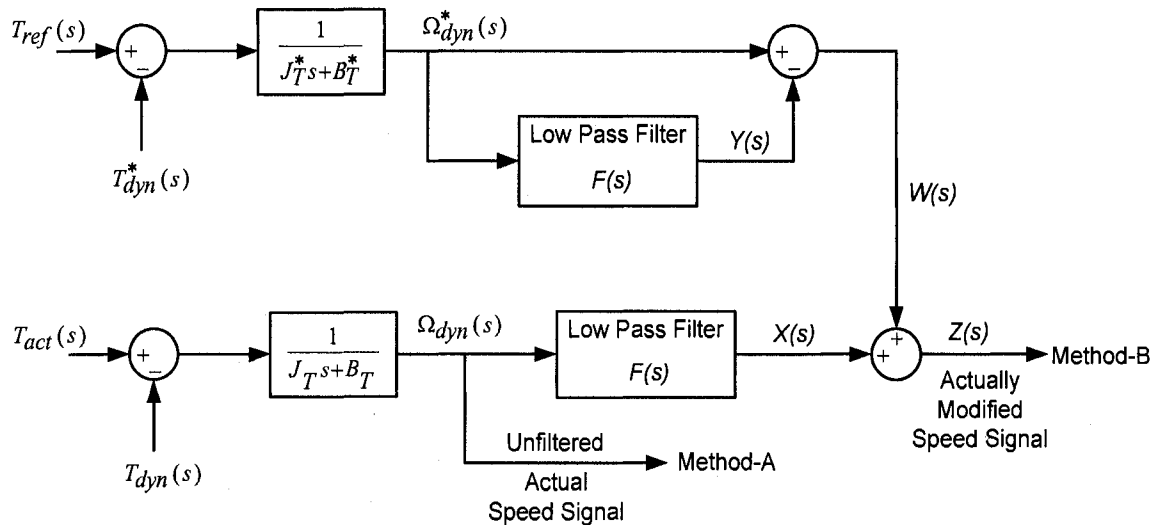 T_ref(s)
+
−
1
J*_T s+B*_T
Ω*_dyn(s)
+
−
T*_dyn(s)
Low Pass Filter
F(s)
Y(s)
W(s)
T_act(s)
+
−
1
J_T s+B_T
Ω_dyn(s)
Low Pass Filter
F(s)
X(s)
+
+
Z(s)
Method-B
Actually
Modified
Speed Signal
T_dyn(s)
Unfiltered
Method-A
Actual
Speed Signal